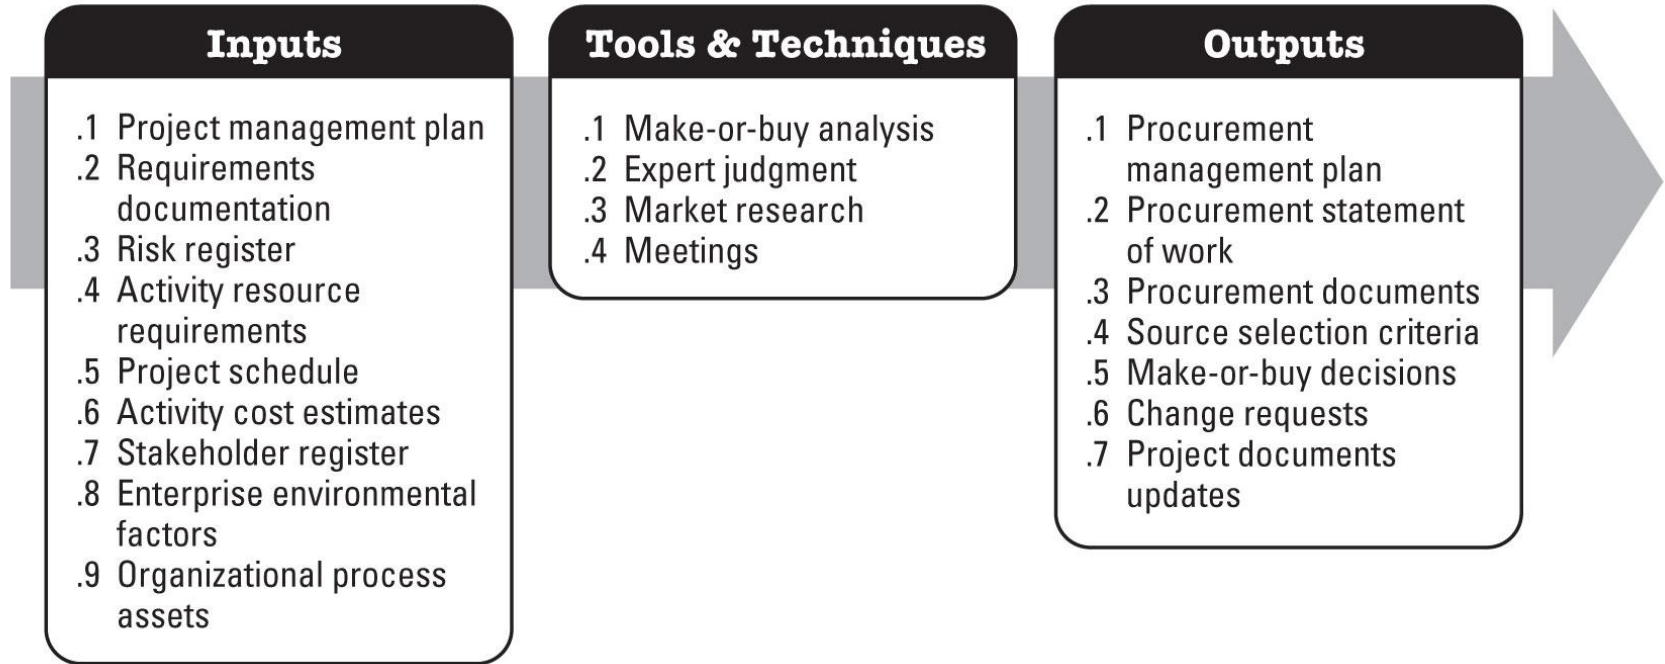 Inputs
.1 Project management plan
.2 Requirements
documentation
.3 Risk register
.4 Activity resource
requirements
.5 Project schedule
.6 Activity cost estimates
.7 Stakeholder register
.8 Enterprise environmental
factors
.9 Organizational process
assets
Tools & Techniques
.1 Make-or-buy analysis
.2 Expert judgment
.3 Market research
.4 Meetings
Outputs
.1 Procurement
management plan
.2 Procurement statement
of work
.3 Procurement documents
.4 Source selection criteria
.5 Make-or-buy decisions
.6 Change requests
.7 Project documents
updates